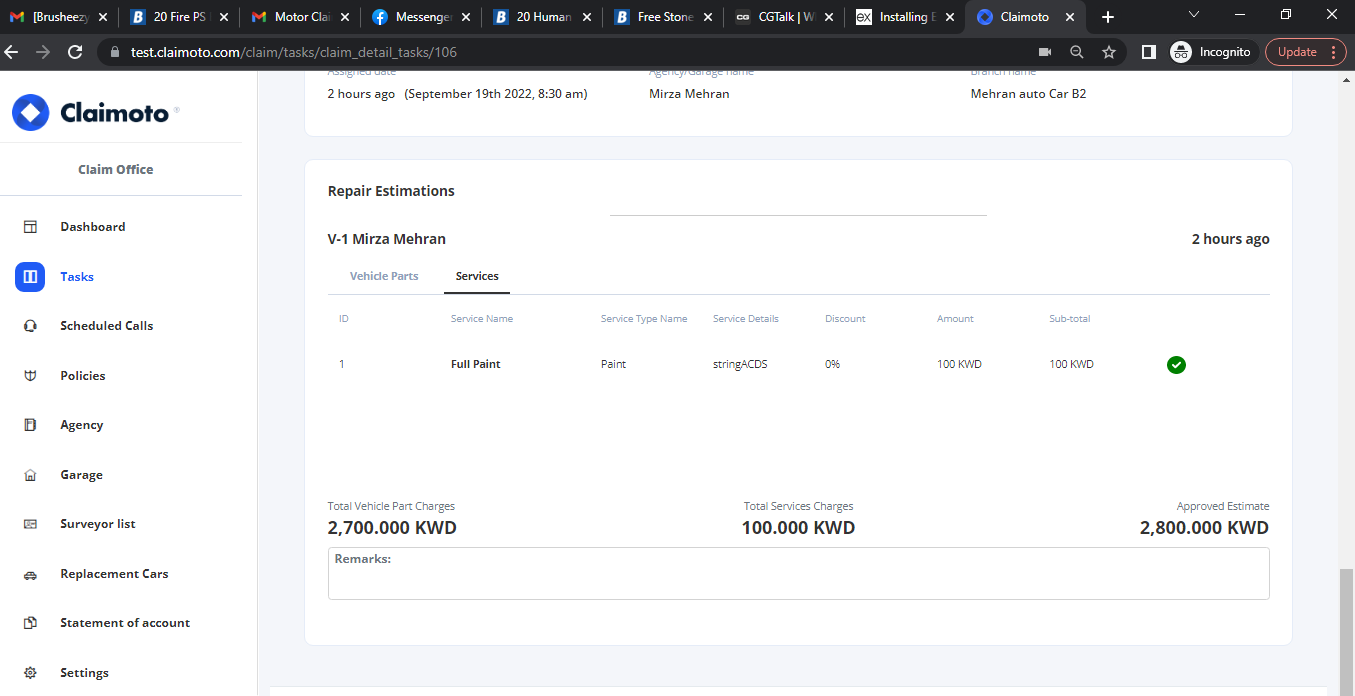 [Brusheezy
20 Fire PS
Motor Clai
Messenger
20 Human
Free Stone
CGTalk | W
Installing E
Claimoto
test.claimoto.com/claim/tasks/claim_detail_tasks/106
Incognito
Update
Claimoto
Claim Office
Dashboard
Tasks
Scheduled Calls
Policies
Agency
Garage
Surveyor list
Replacement Cars
Statement of account
Settings
Assigned date Agency/Garage name Branch name
2 hours ago (September 19th 2022, 8:30 am) Mirza Mehran Mehran auto Car B2
Repair Estimations
V-1 Mirza Mehran 2 hours ago
Vehicle Parts Services
ID Service Name Service Type Name Service Details Discount Amount Sub-total
1 Full Paint Paint stringACDS 0% 100 KWD 100 KWD
Total Vehicle Part Charges Total Services Charges Approved Estimate
2,700.000 KWD 100.000 KWD 2,800.000 KWD
Remarks: